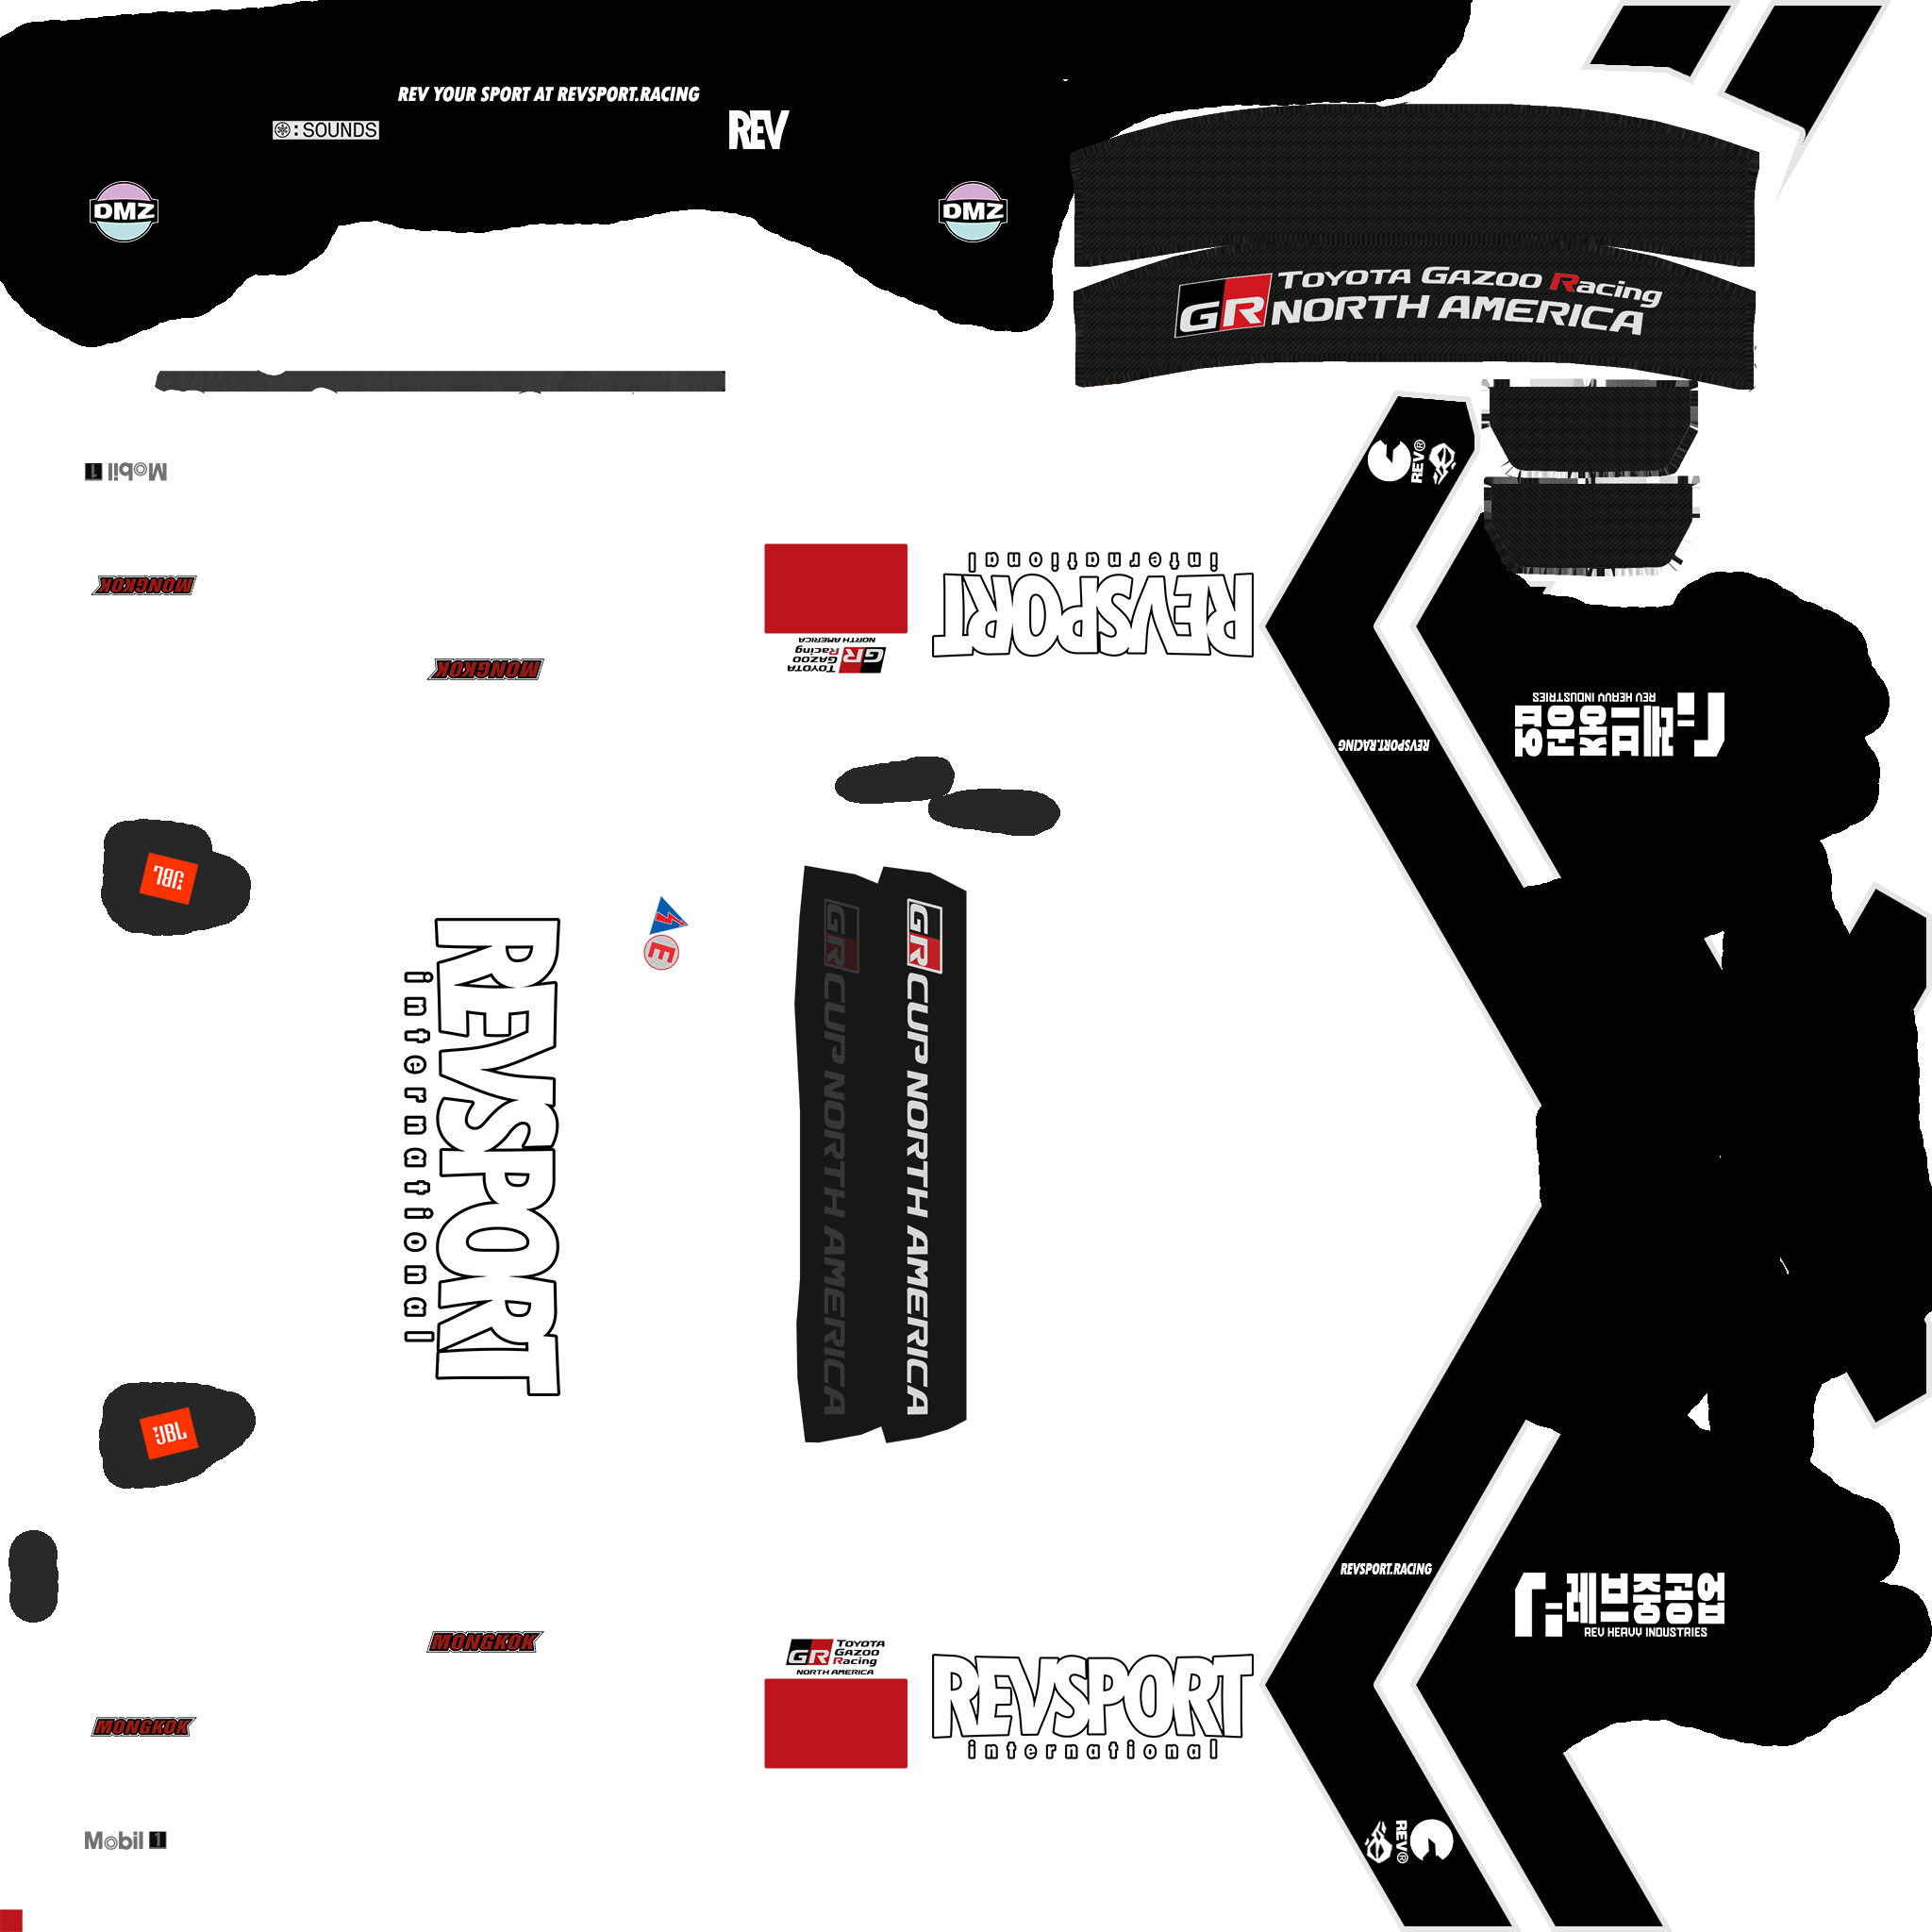 REV YOUR SPORT AT REVSPORT.RACING
:SOUNDS
REV
DMZ
DMZ
GR TOYOTA GAZOO Racing
NORTH AMERICA
Mobil 1
REV®
MONGKOK
REVSPORT
international
MONGKOK
GR TOYOTA GAZOO Racing
NORTH AMERICA
레브중공업
REV HEAVY INDUSTRIES
REVSPORT.RACING
JBL
E
REVSPORT
international
GR CUP NORTH AMERICA
GR CUP NORTH AMERICA
JBL
REVSPORT.RACING
레브중공업
REV HEAVY INDUSTRIES
MONGKOK
GR TOYOTA GAZOO Racing
NORTH AMERICA
REVSPORT
international
MONGKOK
Mobil 1
REV®